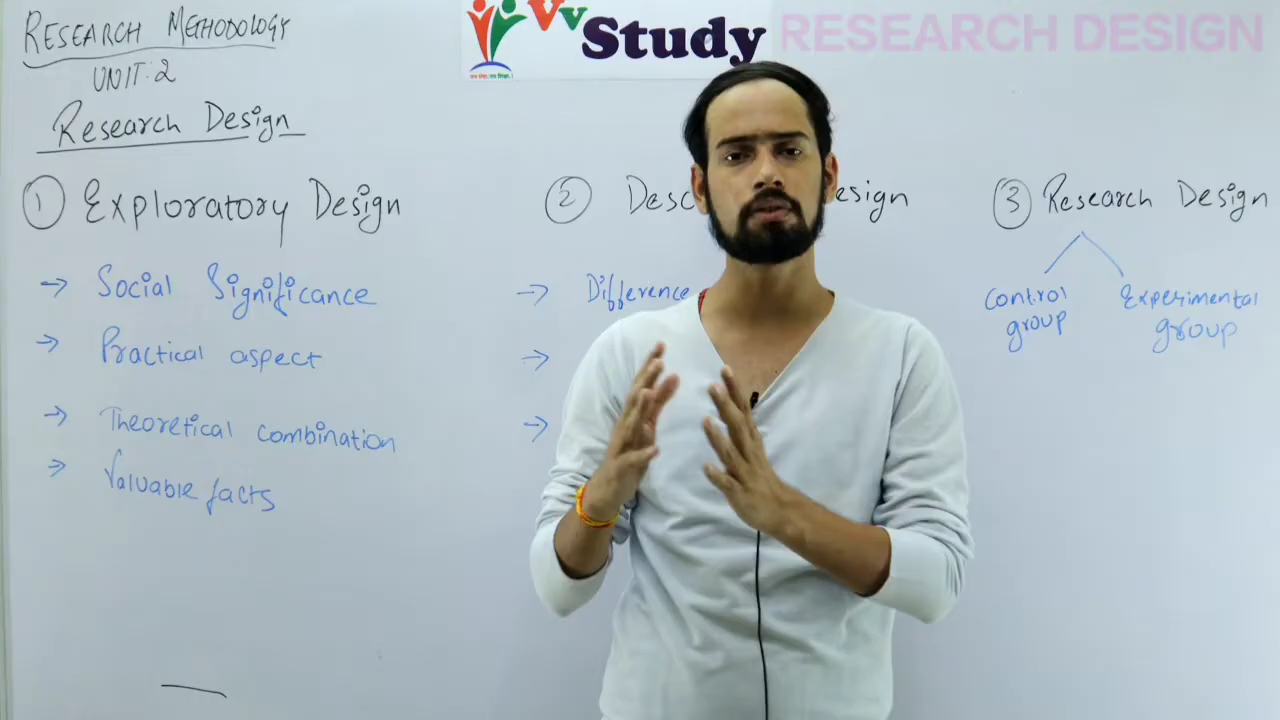 RESEARCH METHODOLOGY
UNIT:2
Research Design
Vv Study
RESEARCH DESIGN
① Exploratory Design
→ Social Significance
→ Practical aspect
→ Theoretical combination
→ Valuable facts
② Desc esign
→ Difference
→
→
③ Research Design
Control group
Experimental group